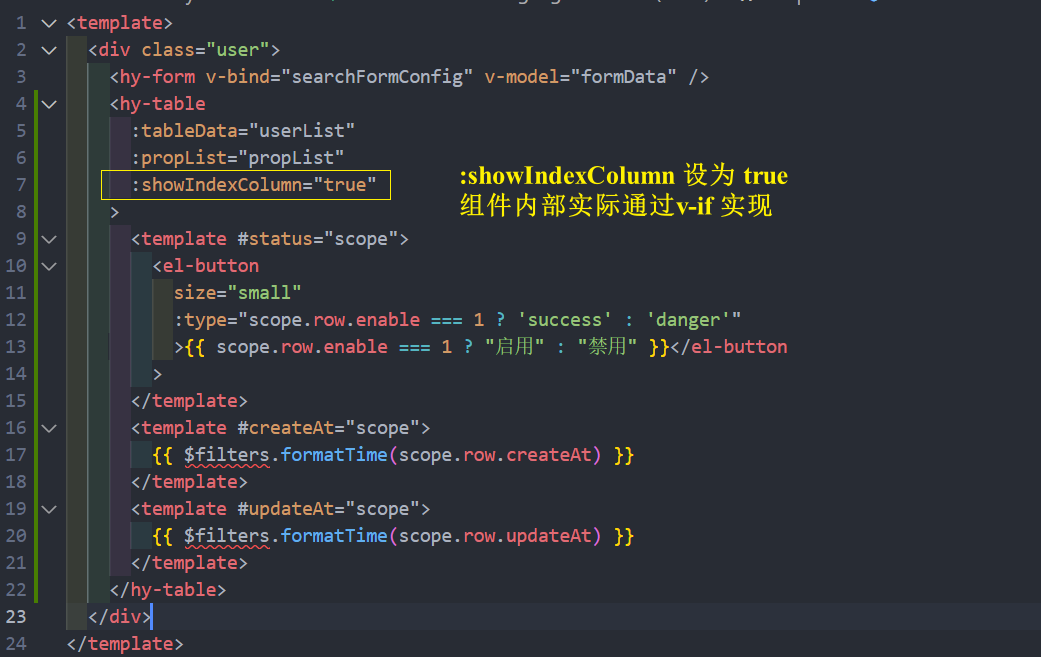 1 <template>
2 <div class="user">
3 <hy-form v-bind="searchFormConfig" v-model="formData" />
4 <hy-table
5 :tableData="userList"
6 :propList="propList"
7 :showIndexColumn="true"
:showIndexColumn 设为 true
组件内部实际通过v-if 实现
8 >
9 <template #status="scope">
10 <el-button
11 size="small"
12 :type="scope.row.enable === 1 ? 'success' : 'danger'"
13 >{{ scope.row.enable === 1 ? "启用" : "禁用" }}</el-button
14 >
15 </template>
16 <template #createAt="scope">
17 {{ $filters.formatTime(scope.row.createAt) }}
18 </template>
19 <template #updateAt="scope">
20 {{ $filters.formatTime(scope.row.updateAt) }}
21 </template>
22 </hy-table>
23 </div>
24 </template>